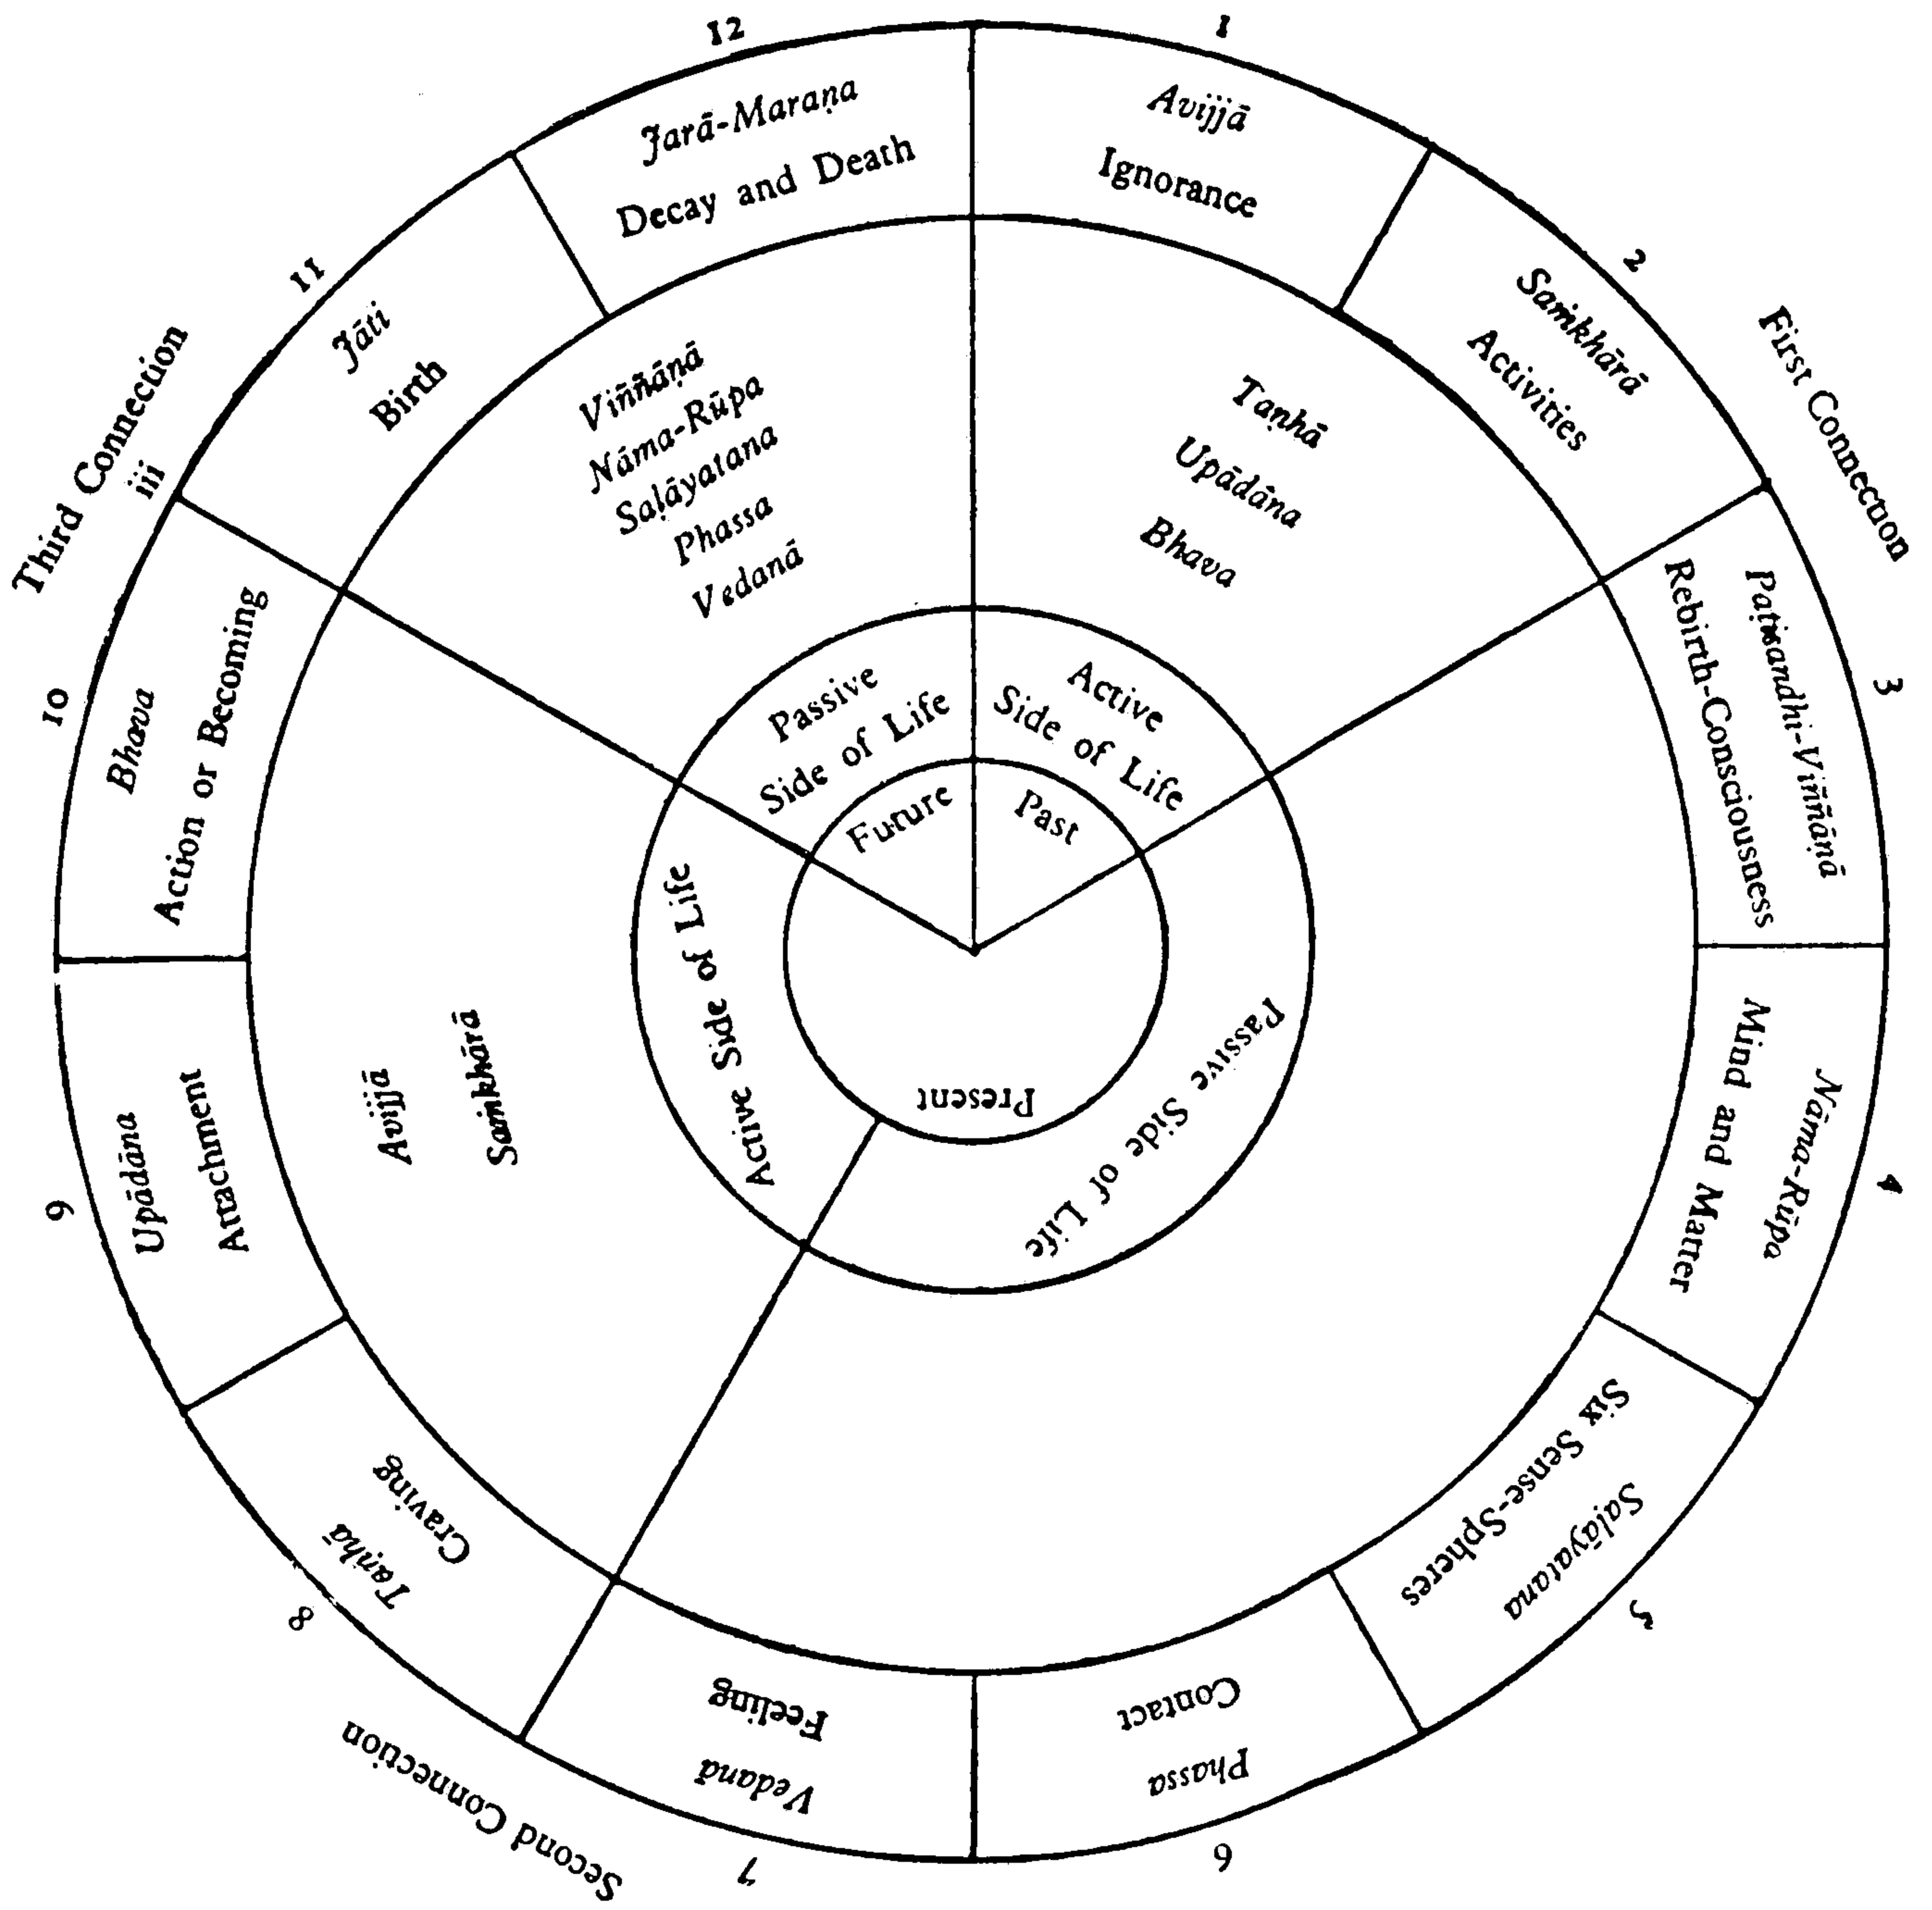 1
Avijjā
Ignorance
2
Saṁkhārā
Activities
First Connection
3
Paṭisandhi-Viññāṇā
Rebirth-Consciousness
4
Nāma-Rūpa
Mind and Matter
5
Saḷāyatana
Six Sense-Spheres
6
Phassa
Contact
7
Vedanā
Feeling
Second Connection
8
Taṇhā
Craving
9
Upādāna
Attachment
10
Bhava
Action or Becoming
Third Connection
iii
11
Jāti
Birth
12
Jarā-Maraṇa
Decay and Death
Taṇhā
Upādāna
Bhava
Avijjā
Saṁkhārā
Viññāṇā
Nāma-Rūpa
Saḷāyatana
Phassa
Vedanā
Active
Side of Life
Passive Side of Life
Active Side of Life
Passive
Side of Life
Past
Present
Future